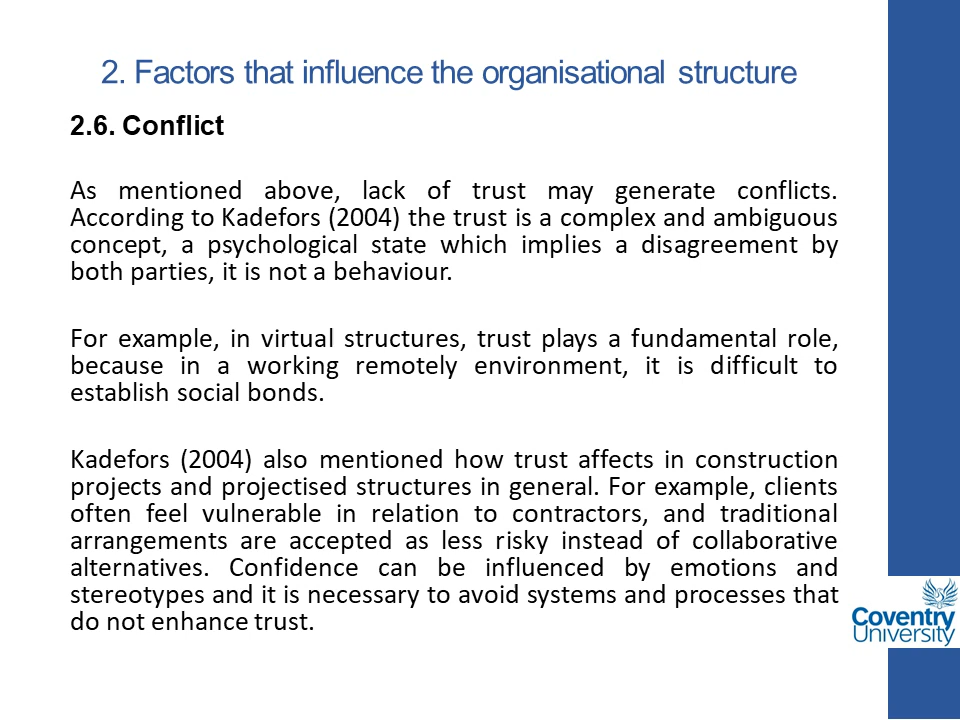 2. Factors that influence the organisational structure
2.6. Conflict
As mentioned above, lack of trust may generate conflicts.
According to Kadefors (2004) the trust is a complex and ambiguous
concept, a psychological state which implies a disagreement by
both parties, it is not a behaviour.
For example, in virtual structures, trust plays a fundamental role,
because in a working remotely environment, it is difficult to
establish social bonds.
Kadefors (2004) also mentioned how trust affects in construction
projects and projectised structures in general. For example, clients
often feel vulnerable in relation to contractors, and traditional
arrangements are accepted as less risky instead of collaborative
alternatives. Confidence can be influenced by emotions and
stereotypes and it is necessary to avoid systems and processes that
do not enhance trust.
Coventry
University